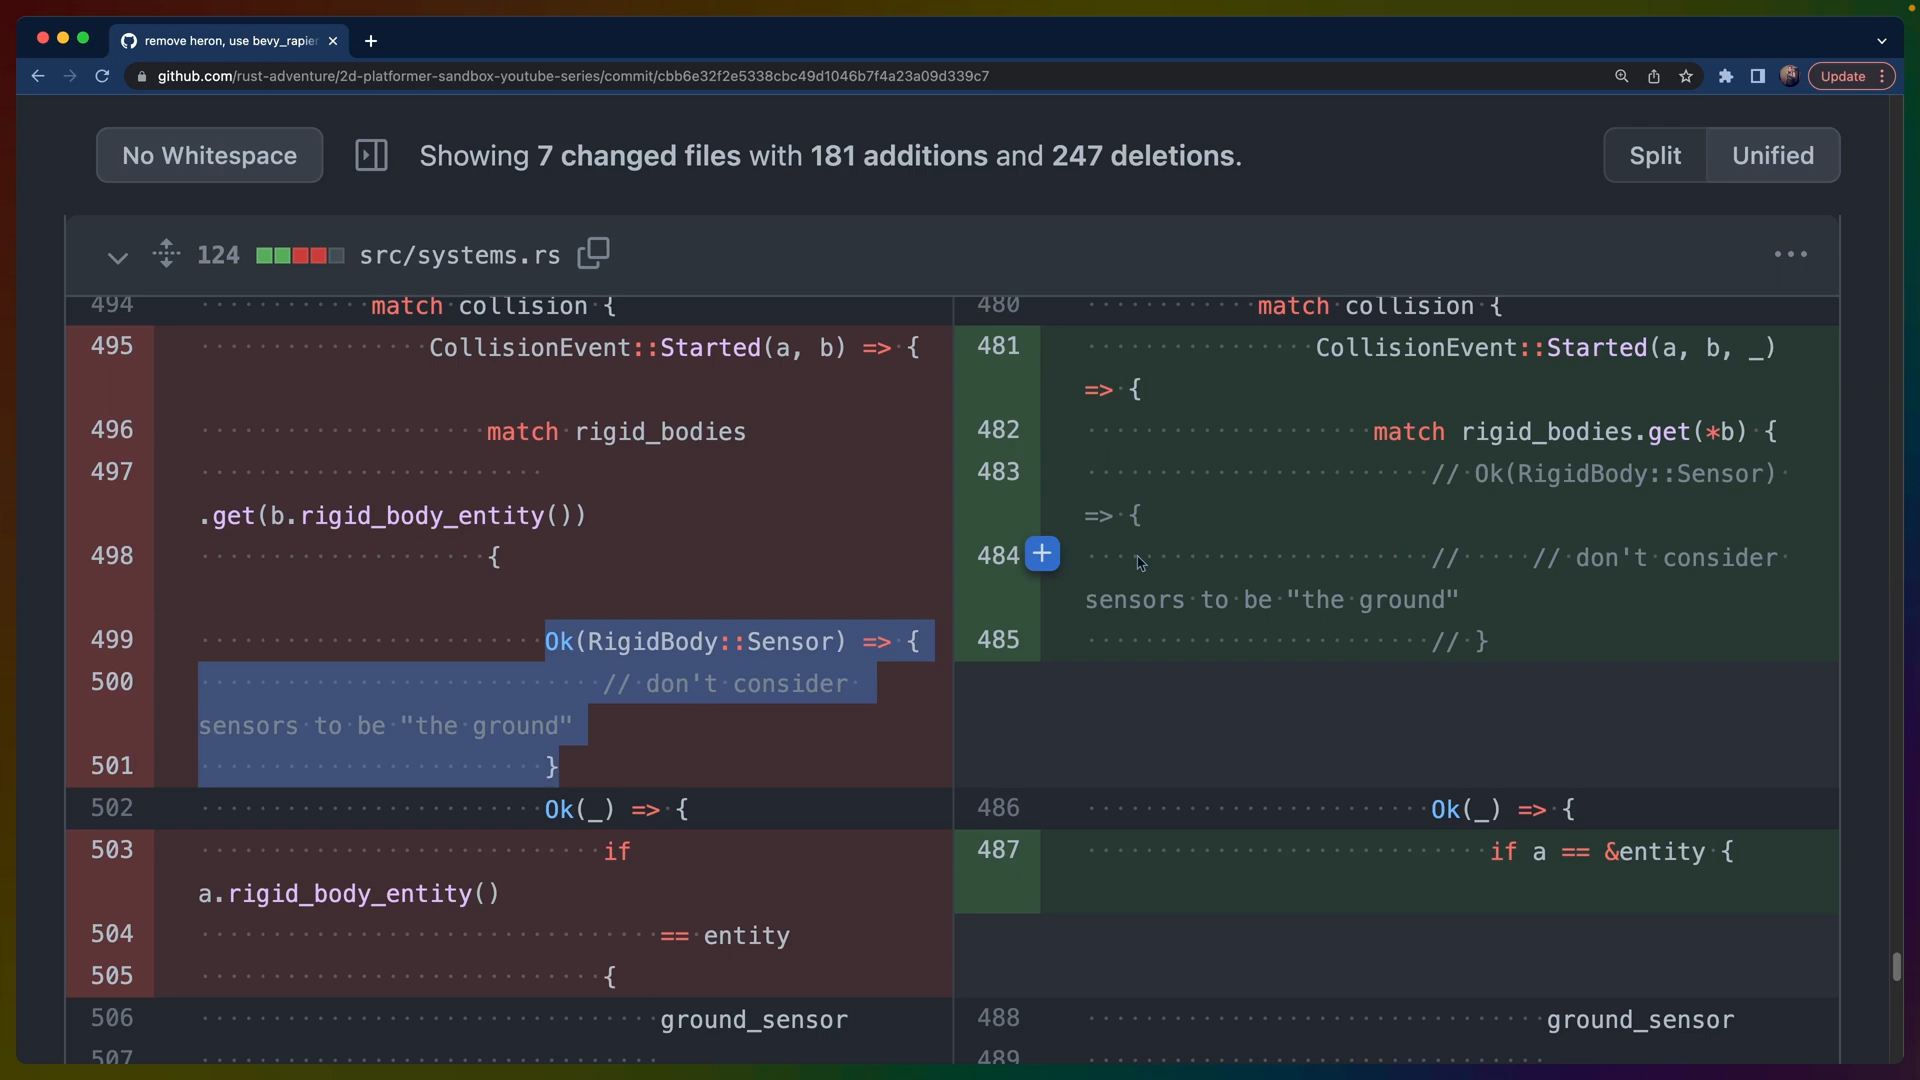 remove heron, use bevy_rapier
github.com/rust-adventure/2d-platformer-sandbox-youtube-series/commit/cbb6e32f2e5338cbc49d1046b7f4a23a09d339c7
Update
No Whitespace
Showing 7 changed files with 181 additions and 247 deletions.
Split
Unified
124
src/systems.rs
494 match collision {
495 CollisionEvent::Started(a, b) => {
496 match rigid_bodies
497
.get(b.rigid_body_entity())
498 {
499 Ok(RigidBody::Sensor) => {
500 // don't consider
sensors to be "the ground"
501 }
502 Ok(_) => {
503 if
a.rigid_body_entity()
504 == entity
505 {
506 ground_sensor
507
480 match collision {
481 CollisionEvent::Started(a, b, _)
=> {
482 match rigid_bodies.get(*b) {
483 // Ok(RigidBody::Sensor)
=> {
484 // // don't consider
sensors to be "the ground"
485 // }
486 Ok(_) => {
487 if a == &entity {
488 ground_sensor
489